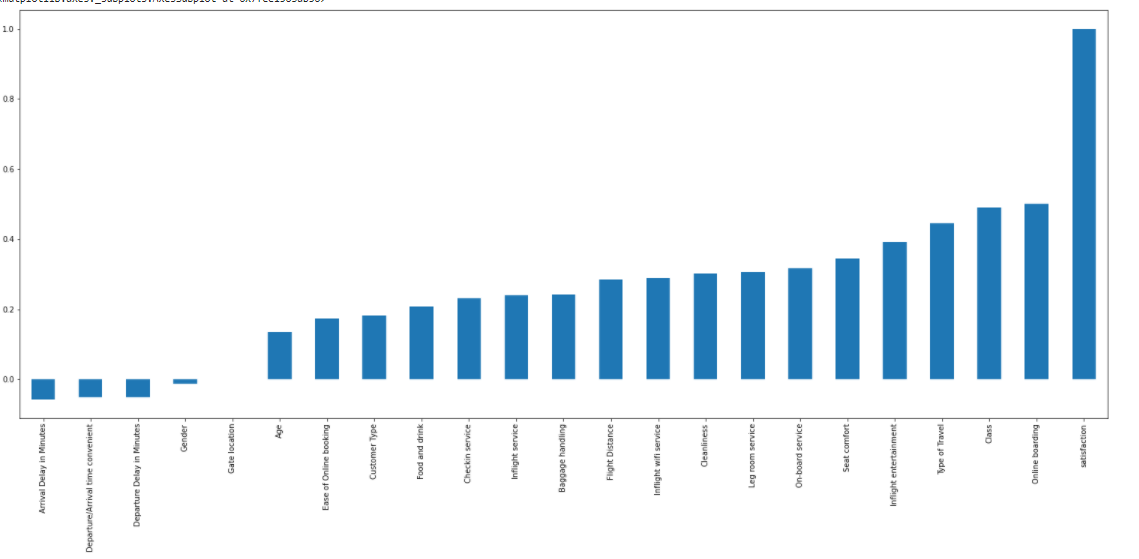 1.0
0.8
0.6
0.4
0.2
0.0
Arrival Delay in Minutes
Departure/Arrival time convenient
Departure Delay in Minutes
Gender
Gate location
Age
Ease of Online booking
Customer Type
Food and drink
Checkin service
Inflight service
Baggage handling
Flight Distance
Inflight wifi service
Cleanliness
Leg room service
On-board service
Seat comfort
Inflight entertainment
Type of Travel
Class
Online boarding
satisfaction